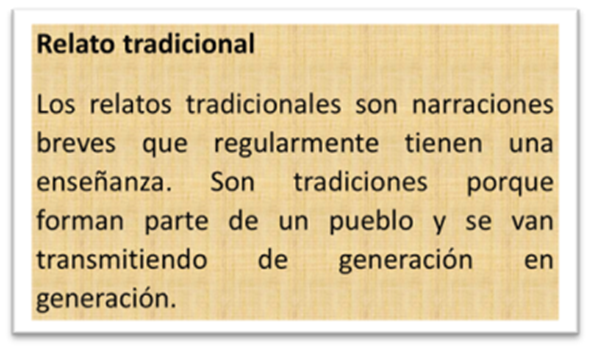 Relato tradicional
Los relatos tradicionales son narraciones
breves que regularmente tienen una
enseñanza. Son tradiciones porque
forman parte de un pueblo y se van
transmitiendo de generación en
generación.